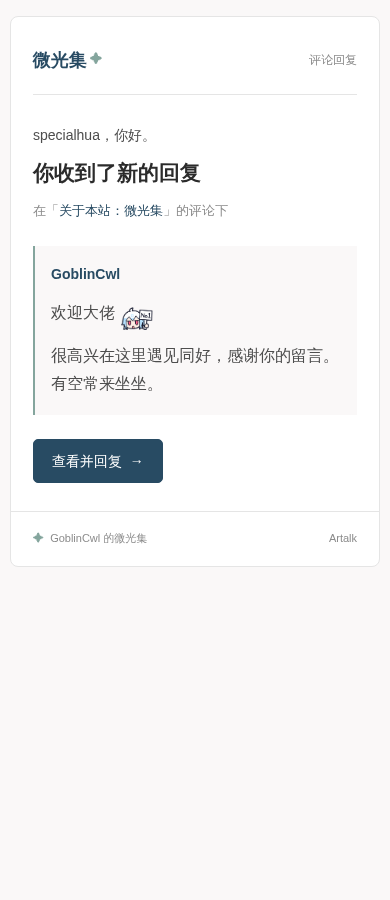 微光集
评论回复
specialhua，你好。
你收到了新的回复
在「关于本站：微光集」的评论下
GoblinCwl
欢迎大佬 No.1
很高兴在这里遇见同好，感谢你的留言。
有空常来坐坐。
查看并回复 →
GoblinCwl 的微光集
Artalk